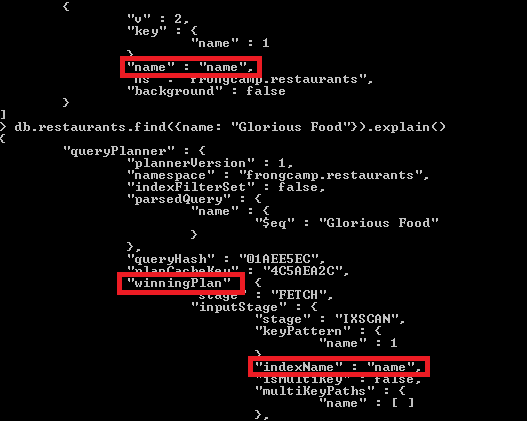 {
"v" : 2,
"key" : {
"name" : 1
}
"name" : "name",
"ns" : "frongcamp.restaurants",
"background" : false
}
]
> db.restaurants.find({name: "Glorious Food"}).explain()
{
"queryPlanner" : {
"plannerVersion" : 1,
"namespace" : "frongcamp.restaurants",
"indexFilterSet" : false,
"parsedQuery" : {
"name" : {
"$eq" : "Glorious Food"
}
},
"queryHash" : "01AEE5EC",
"planCacheKey" : "4C5AEA2C",
"winningPlan" : {
"stage" : "FETCH",
"inputStage" : {
"stage" : "IXSCAN",
"keyPattern" : {
"name" : 1
}
"indexName" : "name",
"isMultiKey" : false,
"multiKeyPaths" : {
"name" : [ ]
},